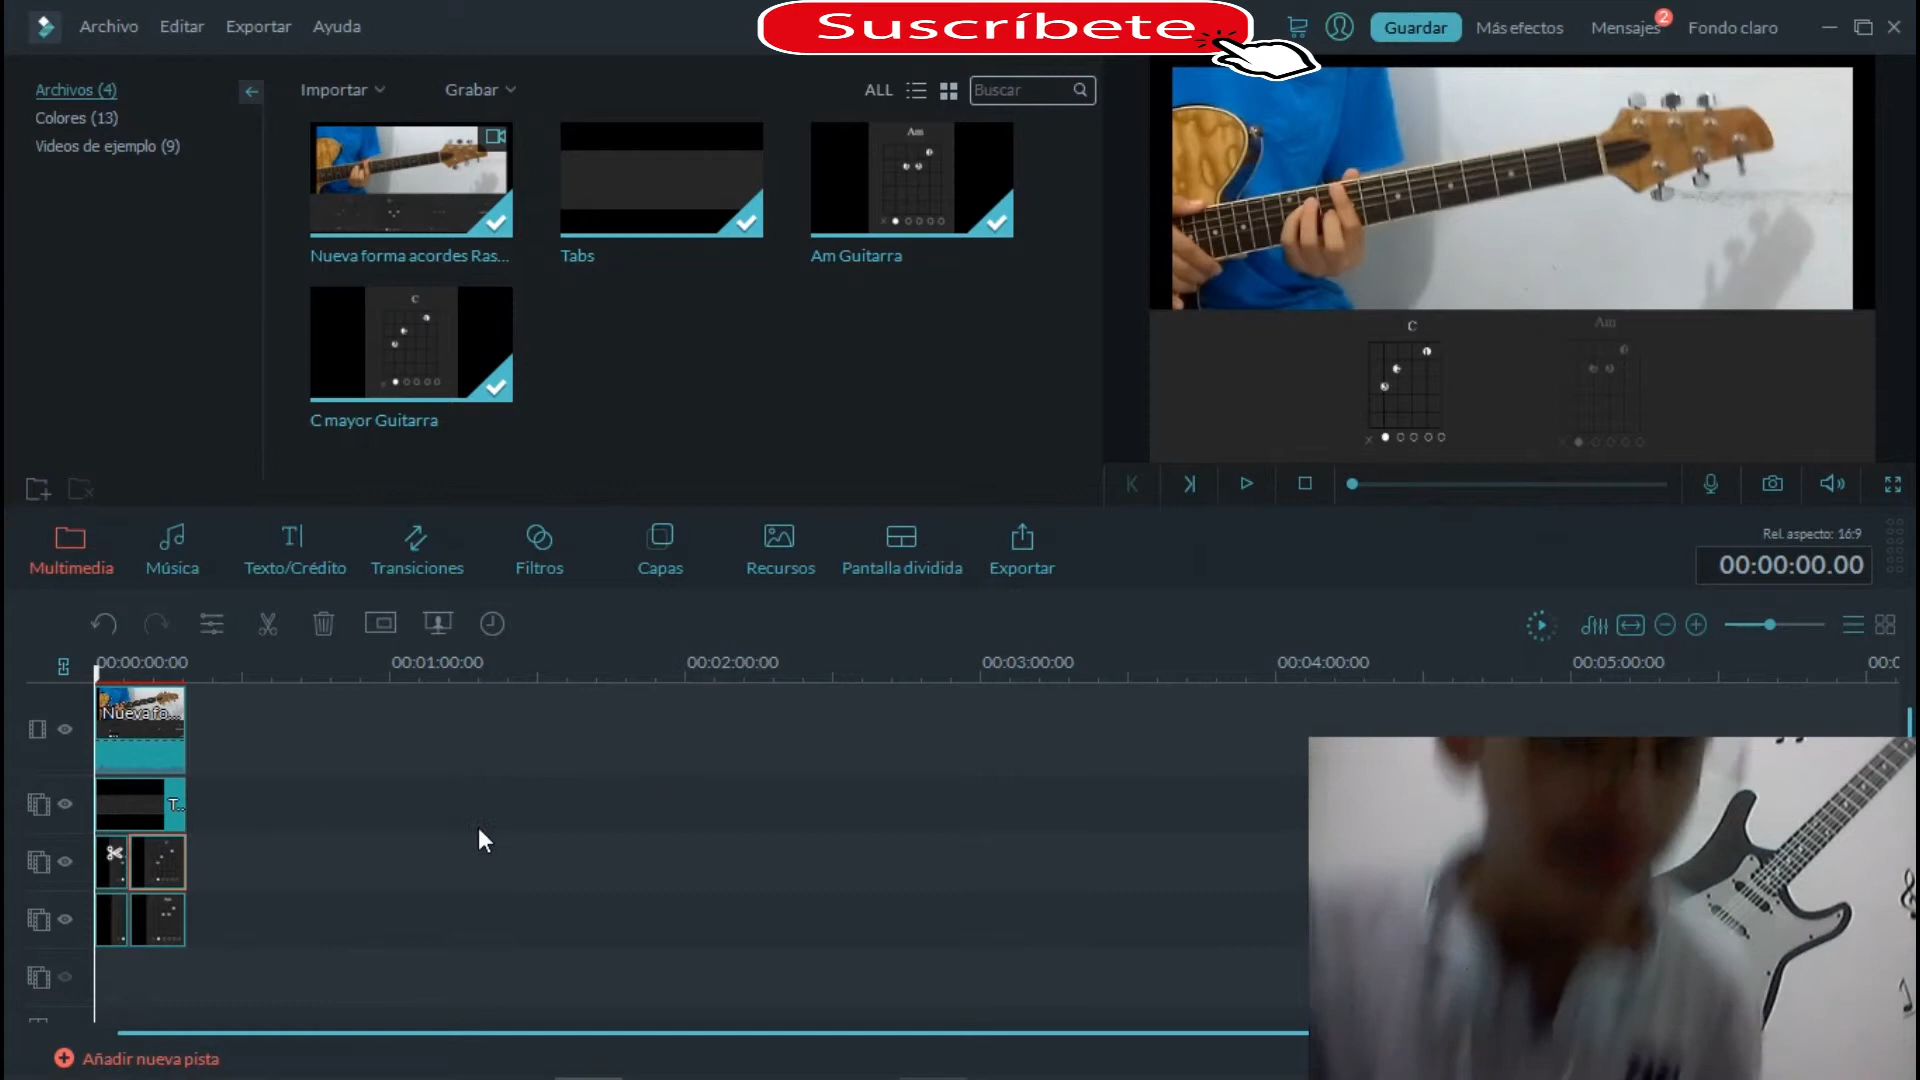 Archivo Editar Exportar Ayuda
Suscríbete
Guardar Más efectos Mensajes 2 Fondo claro
Archivos (4)
Colores (13)
Videos de ejemplo (9)
Importar Grabar ALL Buscar
Am
Nueva forma acordes Ras... Tabs Am Guitarra
C
C mayor Guitarra
C Am
Multimedia Música Texto/Crédito Transiciones Filtros Capas Recursos Pantalla dividida Exportar
Rel. aspecto: 16:9
00:00:00.00
00:00:00:00 00:01:00:00 00:02:00:00 00:03:00:00 00:04:00:00 00:05:00:00 00:0
Nueva fo...
T...
Añadir nueva pista